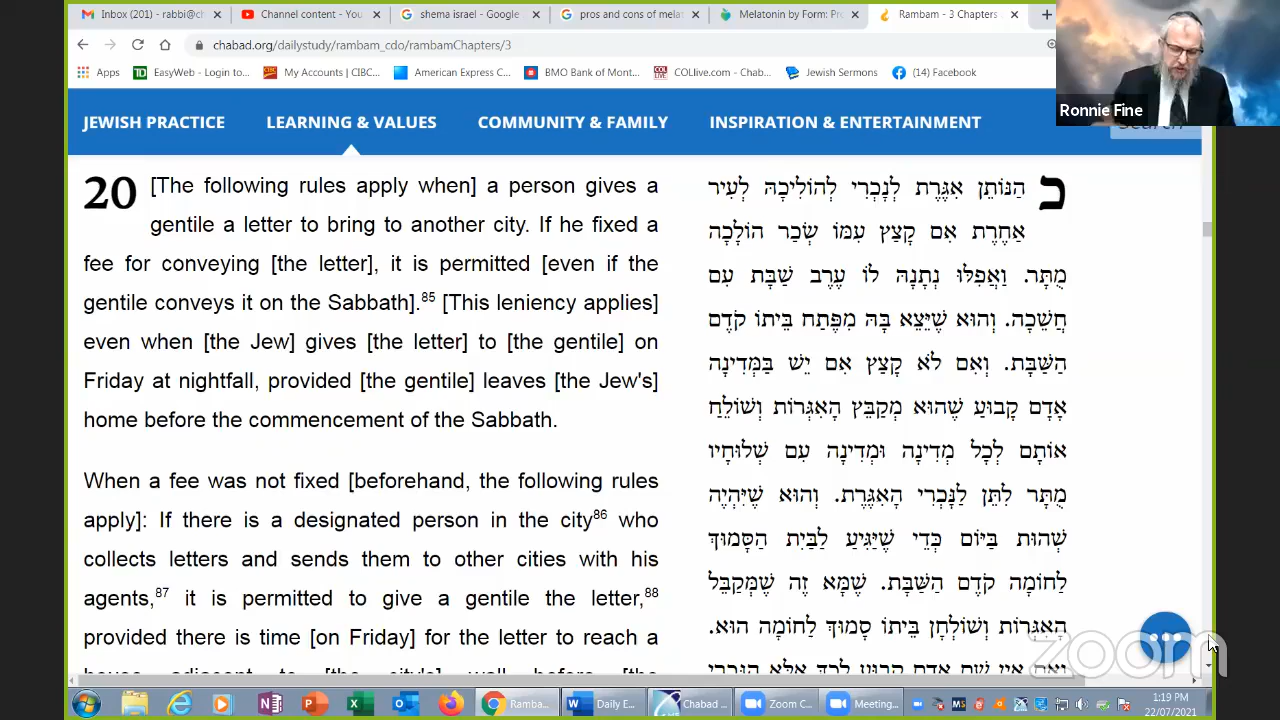 Inbox (201) - rabbi@ch
Channel content - You
shema israel - Google
pros and cons of melat
Melatonin by Form: Pro
Rambam - 3 Chapters
chabad.org/dailystudy/rambam_cdo/rambamChapters/3
Apps
EasyWeb - Login to...
My Accounts | CIBC...
American Express C...
BMO Bank of Mont...
COLlive.com - Chab...
Jewish Sermons
(14) Facebook
Ronnie Fine
JEWISH PRACTICE
LEARNING & VALUES
COMMUNITY & FAMILY
INSPIRATION & ENTERTAINMENT
20 [The following rules apply when] a person gives a
gentile a letter to bring to another city. If he fixed a
fee for conveying [the letter], it is permitted [even if the
gentile conveys it on the Sabbath].85 [This leniency applies]
even when [the Jew] gives [the letter] to [the gentile] on
Friday at nightfall, provided [the gentile] leaves [the Jew's]
home before the commencement of the Sabbath.
When a fee was not fixed [beforehand, the following rules
apply]: If there is a designated person in the city86 who
collects letters and sends them to other cities with his
agents,87 it is permitted to give a gentile the letter,88
provided there is time [on Friday] for the letter to reach a
כ הַנּוֹתֵן אִגֶּרֶת לְנָכְרִי לְהוֹלִיכָהּ לְעִיר
אַחֶרֶת אִם קָצַץ עִמּוֹ שְׂכַר הוֹלָכָה
מֻתָּר. וַאֲפִלּוּ נְתָנָהּ לוֹ עֶרֶב שַׁבָּת עִם
חֲשֵׁכָה. וְהוּא שֶׁיֵּצֵא בָּהּ מִפֶּתַח בֵּיתוֹ קֹדֶם
הַשַּׁבָּת. וְאִם לֹא קָצַץ אִם יֵשׁ בַּמְּדִינָה
אָדָם קָבוּעַ שֶׁהוּא מְקַבֵּץ הָאִגְּרוֹת וְשׁוֹלֵחַ
אוֹתָם לְכָל מְדִינָה וּמְדִינָה עִם שְׁלוּחָיו
מֻתָּר לִתֵּן לַנָּכְרִי הָאִגֶּרֶת. וְהוּא שֶׁיִּהְיֶה
שְׁהוּת בַּיּוֹם כְּדֵי שֶׁיַּגִּיעַ לַבַּיִת הַסָּמוּךְ
לַחוֹמָה קֹדֶם הַשַּׁבָּת. שֶׁמָּא זֶה שֶׁמְּקַבֵּל
הָאִגְּרוֹת וְשׁוֹלְחָן בֵּיתוֹ סָמוּךְ לַחוֹמָה הוּא.
zoom
Ramba...
Daily E...
Chabad ...
Zoom C...
Meeting...
1:19 PM
22/07/2021